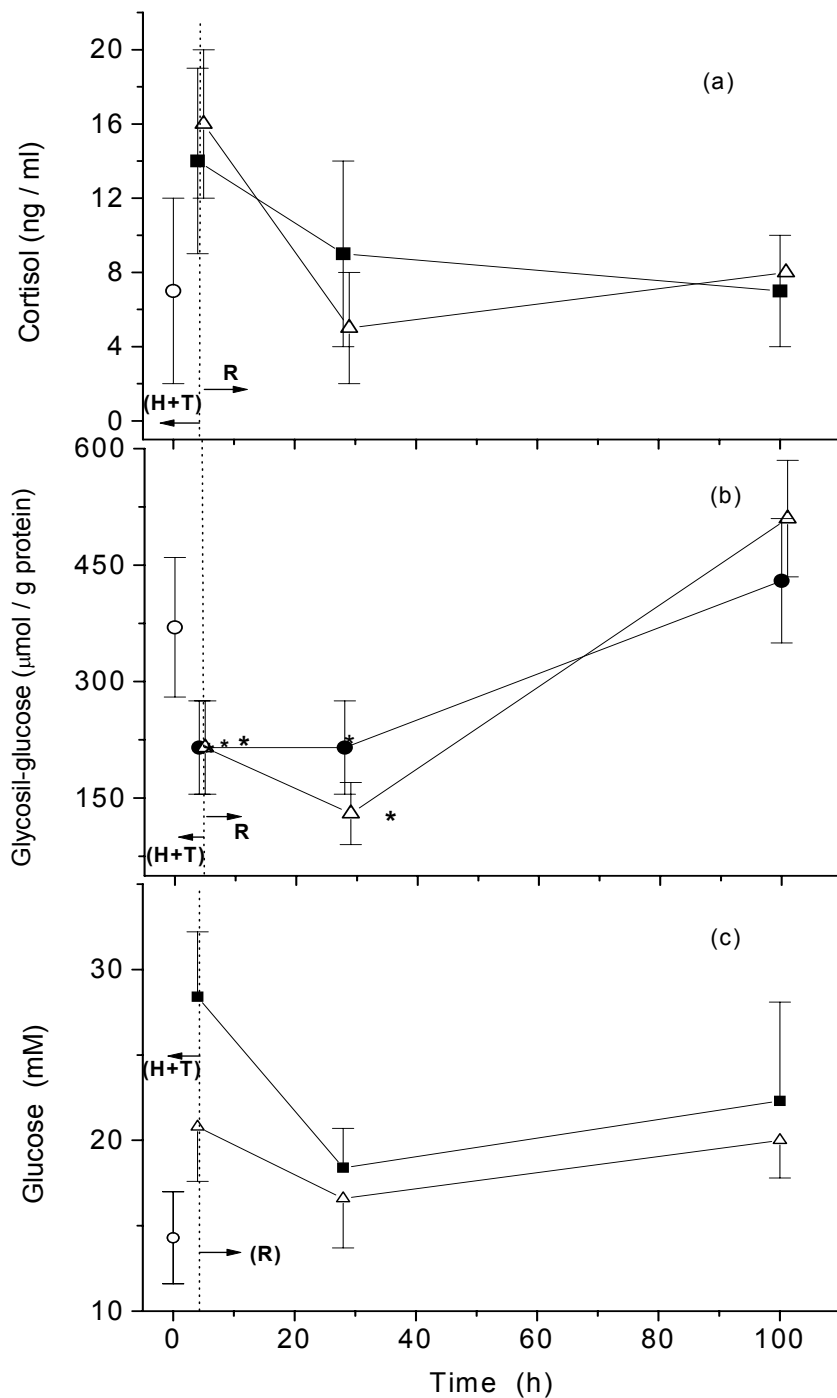 20
(a)
16
12
8
4
0
Cortisol (ng / ml)
R
(H+T)
600
(b)
450
300
150
Glycosil-glucose (μmol / g protein)
* *
*
*
R
(H+T)
(c)
30
20
10
Glucose (mM)
(H+T)
(R)
0 20 40 60 80 100
Time (h)